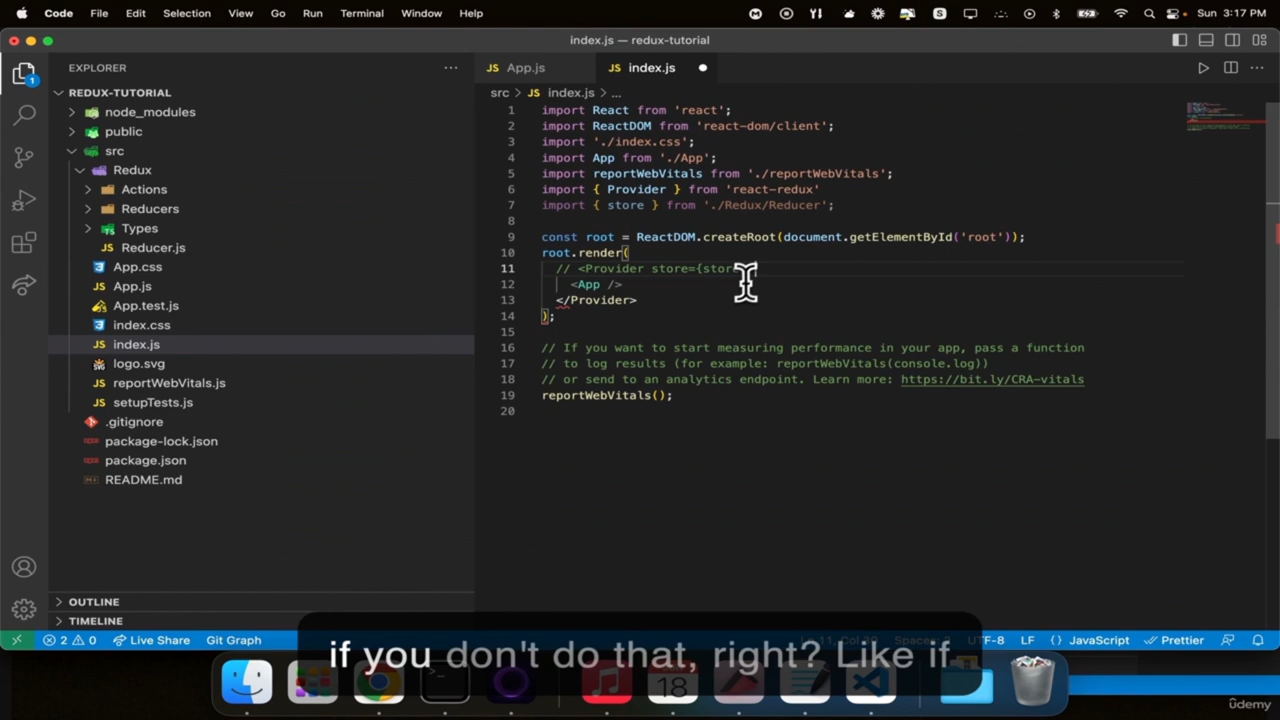 Code File Edit Selection View Go Run Terminal Window Help Sun 3:17 PM
index.js — redux-tutorial
EXPLORER
App.js
index.js
REDUX-TUTORIAL
src > JS index.js > ...
node_modules
public
src
Redux
Actions
Reducers
Types
Reducer.js
App.css
App.js
App.test.js
index.css
index.js
logo.svg
reportWebVitals.js
setupTests.js
.gitignore
package-lock.json
package.json
README.md
1 import React from 'react';
2 import ReactDOM from 'react-dom/client';
3 import './index.css';
4 import App from './App';
5 import reportWebVitals from './reportWebVitals';
6 import { Provider } from 'react-redux'
7 import { store } from './Redux/Reducer';
8
9 const root = ReactDOM.createRoot(document.getElementById('root'));
10 root.render(
11 // <Provider store={store
12 <App />
13 </Provider>
14 );
15
16 // If you want to start measuring performance in your app, pass a function
17 // to log results (for example: reportWebVitals(console.log))
18 // or send to an analytics endpoint. Learn more: https://bit.ly/CRA-vitals
19 reportWebVitals();
20
OUTLINE
TIMELINE
2 0 Live Share Git Graph UTF-8 LF {} JavaScript Prettier
if you don't do that, right? Like if
18
udemy